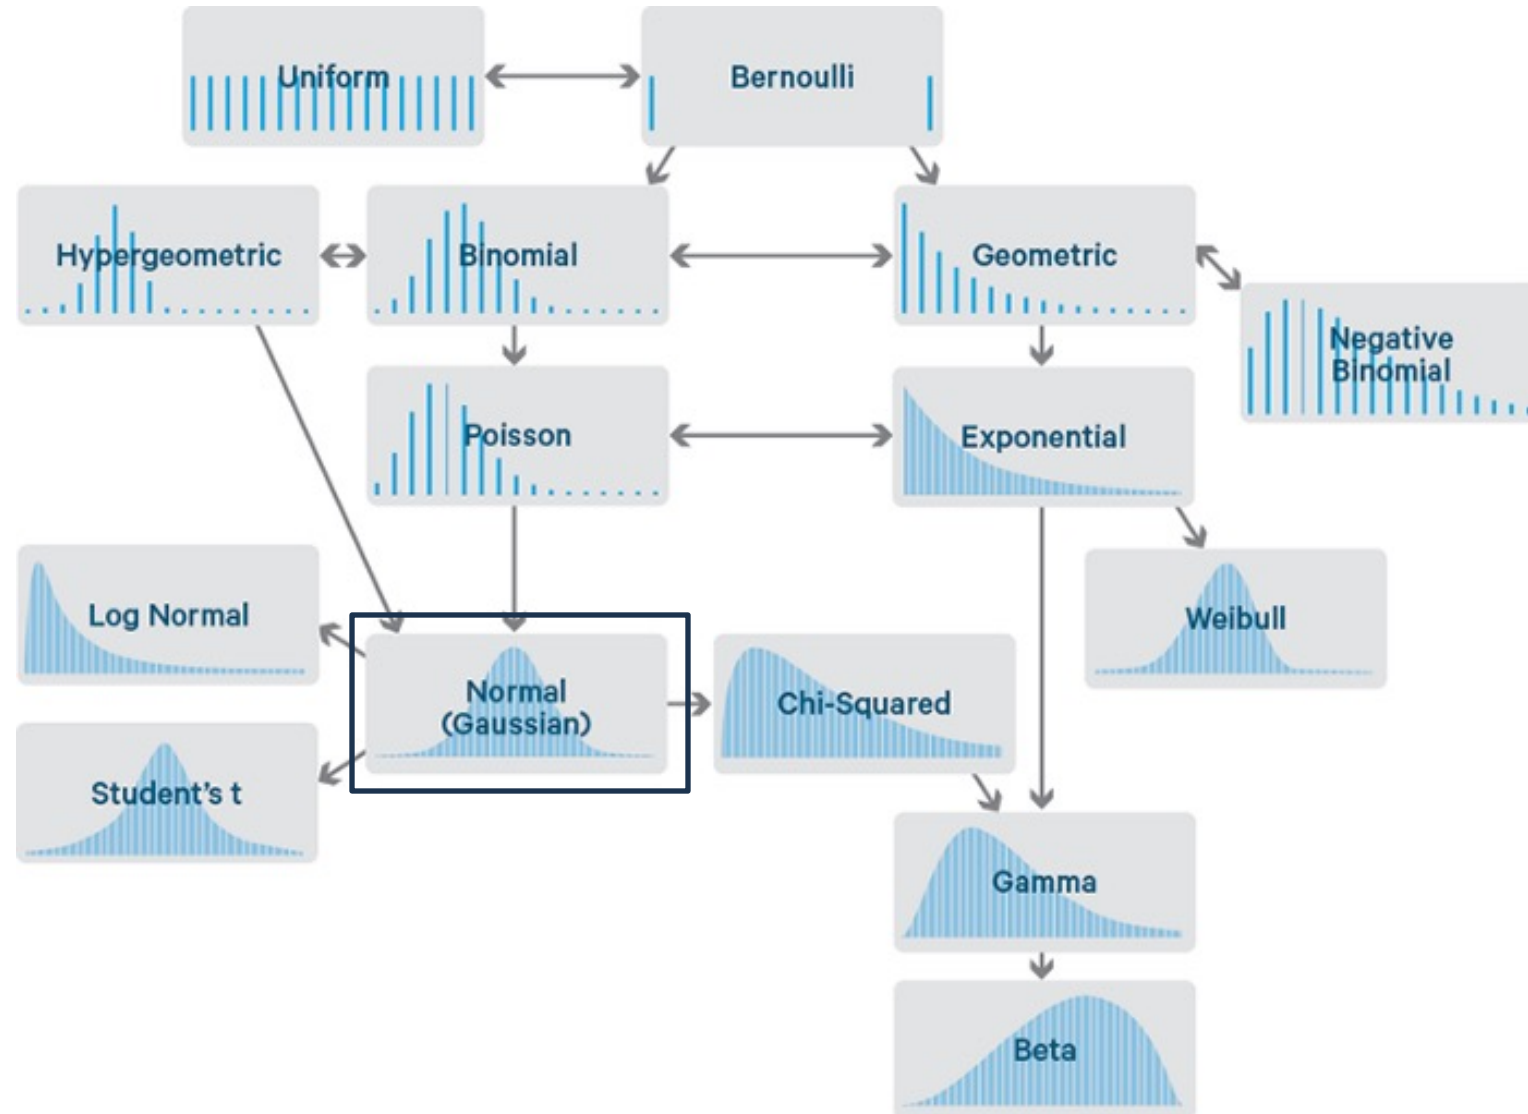 Uniform
Bernoulli
Hypergeometric
Binomial
Geometric
Negative
Binomial
Poisson
Exponential
Log Normal
Weibull
Normal
(Gaussian)
Chi-Squared
Student's t
Gamma
Beta